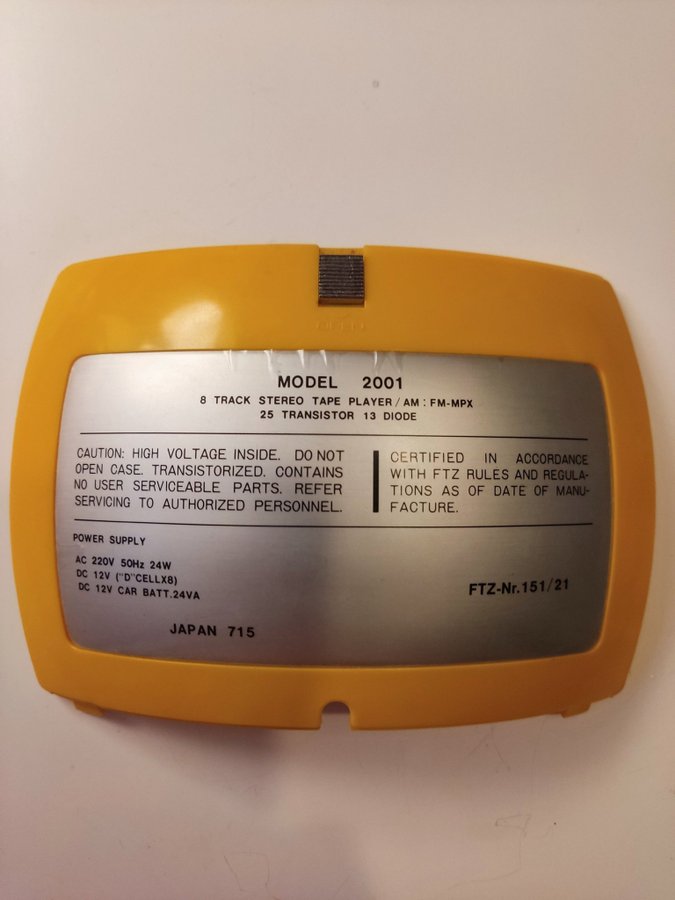 OPEN
MODEL 2001
8 TRACK STEREO TAPE PLAYER/AM:FM-MPX
25 TRANSISTOR 13 DIODE
CAUTION: HIGH VOLTAGE INSIDE. DO NOT
OPEN CASE. TRANSISTORIZED. CONTAINS
NO USER SERVICEABLE PARTS. REFER
SERVICING TO AUTHORIZED PERSONNEL.
CERTIFIED IN ACCORDANCE
WITH FTZ RULES AND REGULA-
TIONS AS OF DATE OF MANU-
FACTURE.
POWER SUPPLY
AC 220V 50Hz 24W
DC 12V ("D"CELLX8)
DC 12V CAR BATT.24VA
FTZ-Nr.151/21
JAPAN 715